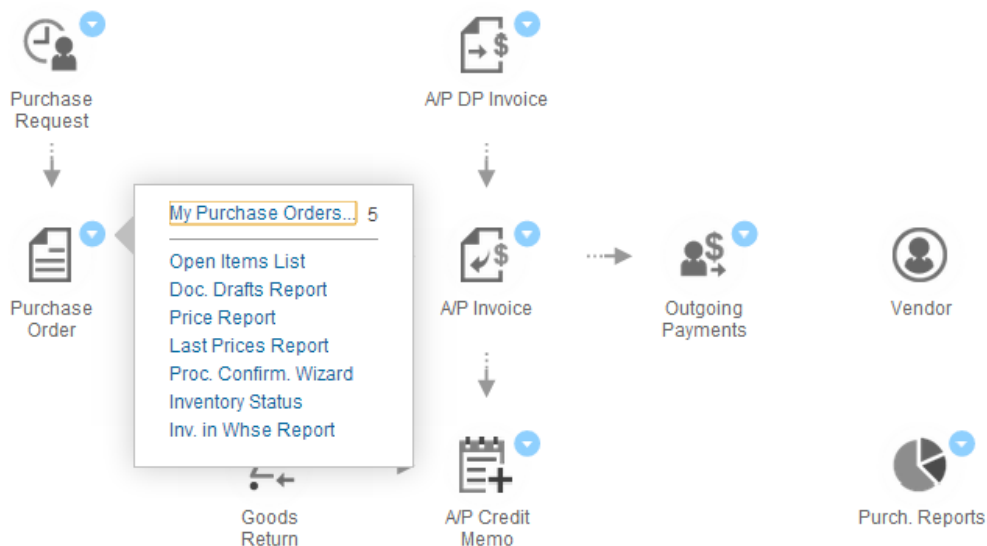 Purchase
Request
A/P DP Invoice
My Purchase Orders... 5
Open Items List
Doc. Drafts Report
Price Report
Last Prices Report
Proc. Confirm. Wizard
Inventory Status
Inv. in Whse Report
Purchase
Order
A/P Invoice
Outgoing
Payments
Vendor
Goods
Return
A/P Credit
Memo
Purch. Reports